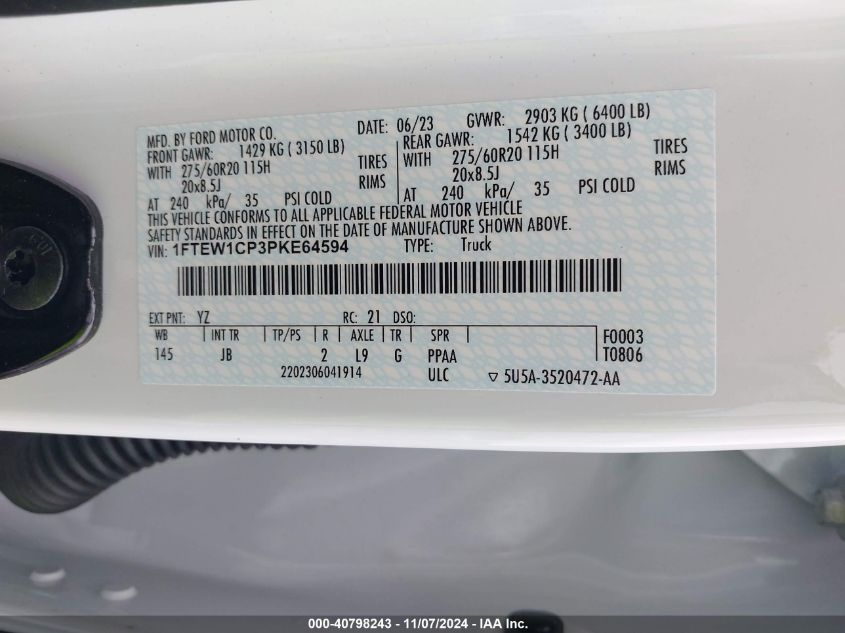 MFD. BY FORD MOTOR CO.
DATE: 06/23 GVWR: 2903 KG ( 6400 LB)
FRONT GAWR: 1429 KG ( 3150 LB) REAR GAWR: 1542 KG ( 3400 LB)
WITH 275/60R20 115H TIRES WITH 275/60R20 115H TIRES
20x8.5J RIMS 20x8.5J RIMS
AT 240 kPa/ 35 PSI COLD AT 240 kPa/ 35 PSI COLD
THIS VEHICLE CONFORMS TO ALL APPLICABLE FEDERAL MOTOR VEHICLE
SAFETY STANDARDS IN EFFECT ON THE DATE OF MANUFACTURE SHOWN ABOVE.
VIN: 1FTEW1CP3PKE64594 TYPE: Truck
EXT PNT: YZ RC: 21 DSO:
WB INT TR TP/PS R AXLE TR SPR F0003
145 JB 2 L9 G PPAA T0806
2202306041914 ULC ▽ 5U5A-3520472-AA
000-40798243 - 11/07/2024 - IAA Inc.